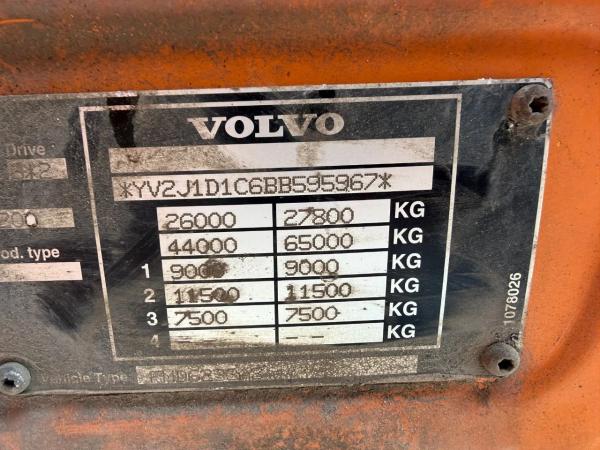 VOLVO
Drive
*YV2J1D1C6BB595967*
26000 27800 KG
44000 65000 KG
od. type
1 9000 9000 KG
2 11500 11500 KG
3 7500 7500 KG
4 -- -- KG
Vehicle Type
1078026